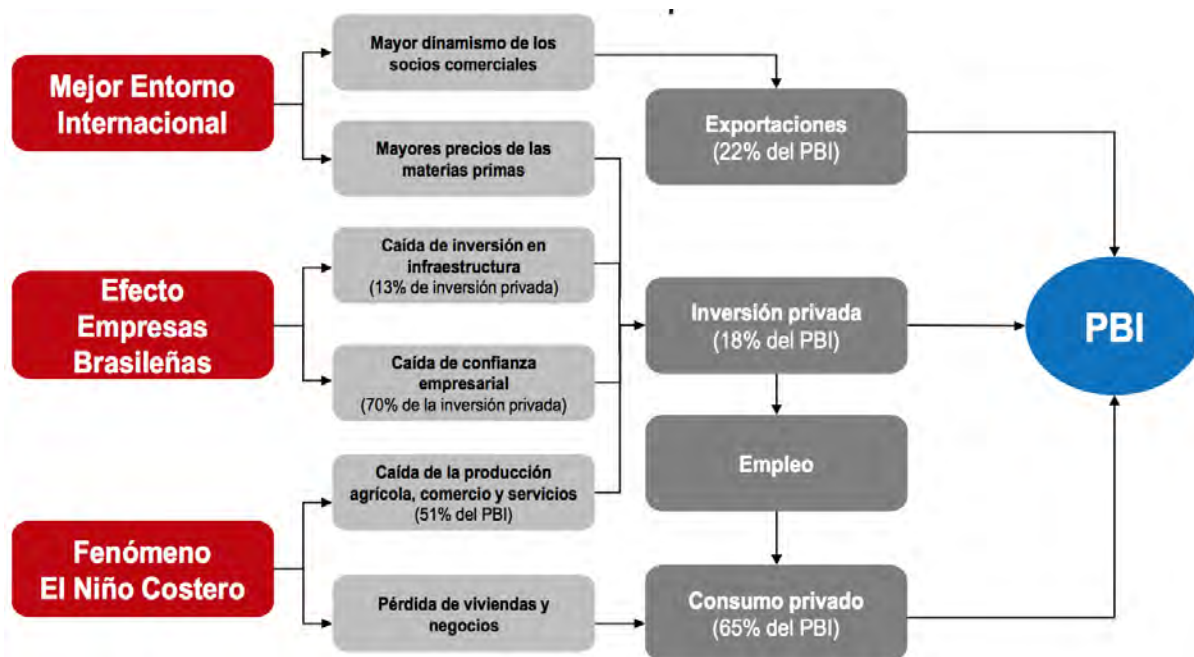 Mejor Entorno
Internacional
Mayor dinamismo de los
socios comerciales
Mayores precios de las
materias primas
Exportaciones
(22% del PBI)
Efecto
Empresas
Brasileñas
Caída de inversión en
infraestructura
(13% de inversión privada)
Caída de confianza
empresarial
(70% de la inversión privada)
Inversión privada
(18% del PBI)
PBI
Empleo
Fenómeno
El Niño Costero
Caída de la producción
agrícola, comercio y servicios
(51% del PBI)
Pérdida de viviendas y
negocios
Consumo privado
(65% del PBI)